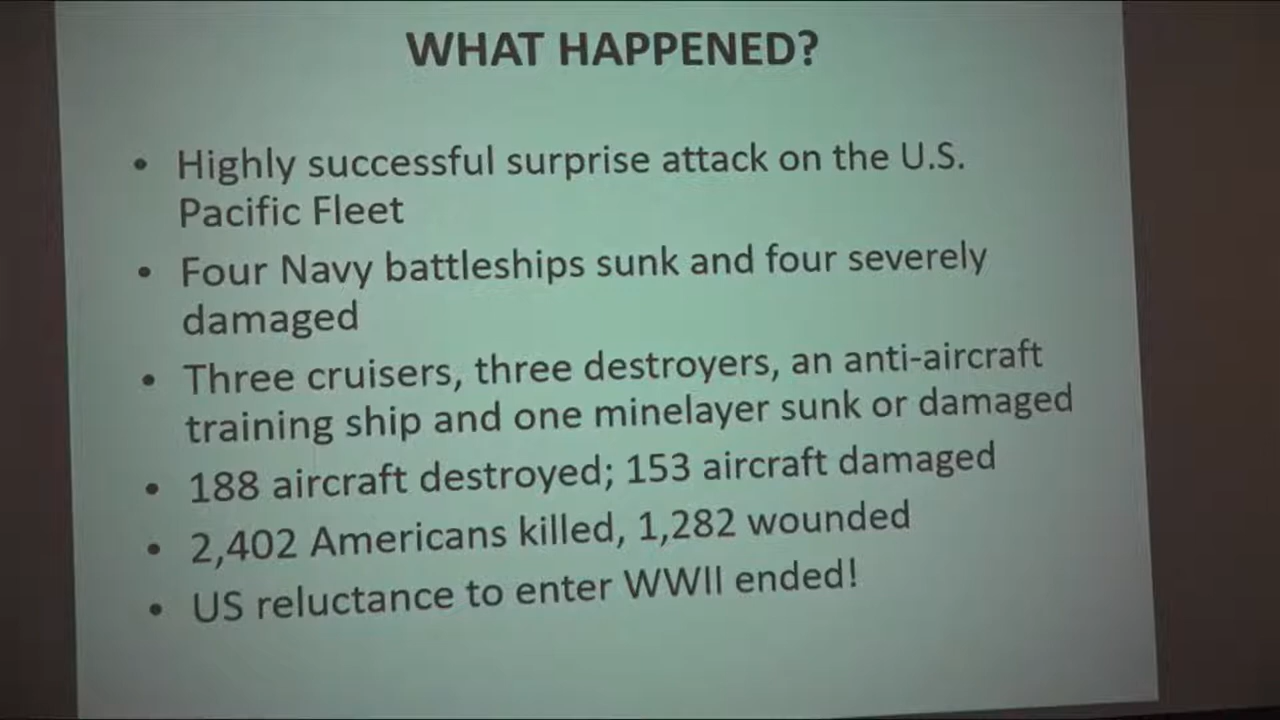 WHAT HAPPENED?
• Highly successful surprise attack on the U.S.
Pacific Fleet
• Four Navy battleships sunk and four severely
damaged
• Three cruisers, three destroyers, an anti-aircraft
training ship and one minelayer sunk or damaged
• 188 aircraft destroyed; 153 aircraft damaged
• 2,402 Americans killed, 1,282 wounded
• US reluctance to enter WWII ended!